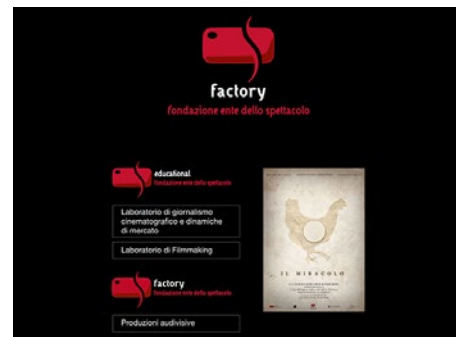 factory
fondazione ente dello spettacolo
educational
fondazione ente dello spettacolo
Laboratorio di giornalismo
cinematografico e dinamiche
di mercato
Laboratorio di Filmmaking
factory
fondazione ente dello spettacolo
Produzioni audivisive
IL MIRACOLO